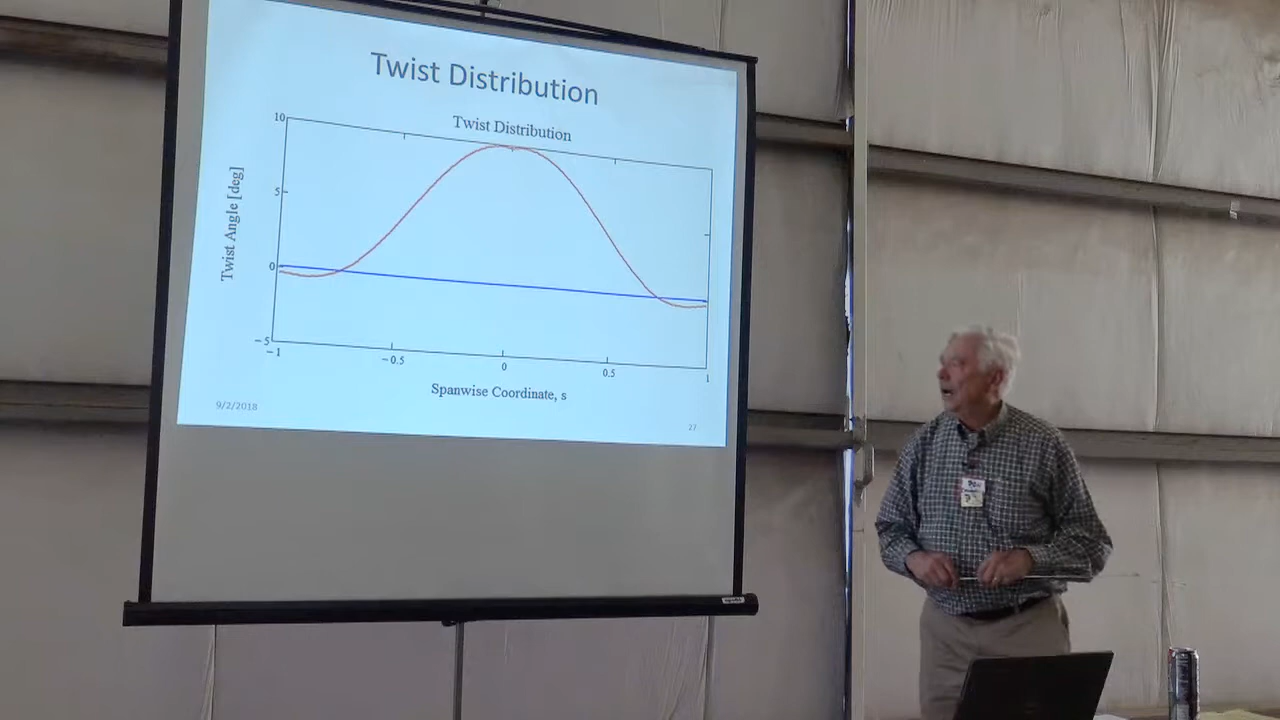 Twist Distribution
Twist Distribution
10
5
0
-5
Twist Angle [deg]
-1
-0.5
0
0.5
1
Spanwise Coordinate, s
9/2/2018
27